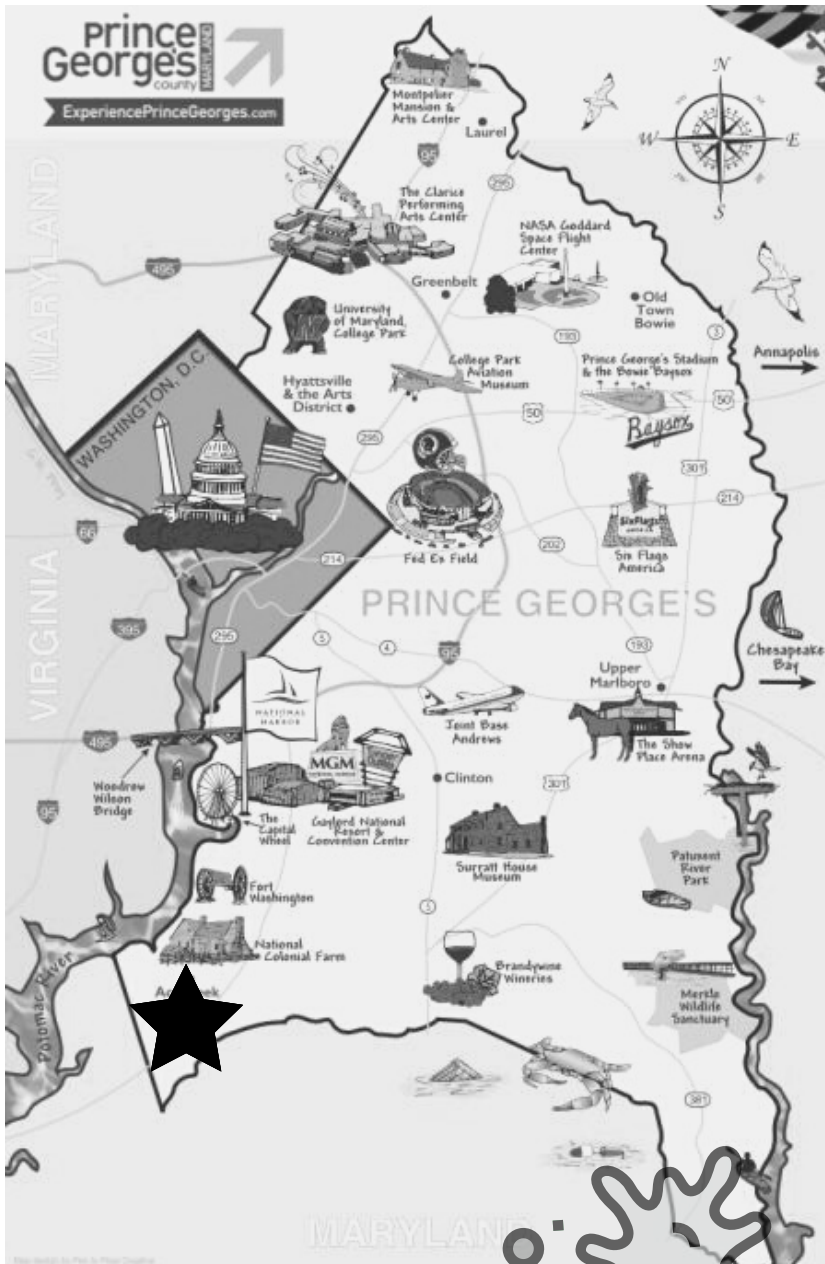 Prince
George's
county
MARYLAND
ExperiencePrinceGeorges.com
N
W
E
S
Montpelier
Mansion &
Arts Center
Laurel
95
295
The Clarice
Performing
Arts Center
NASA Goddard
Space Flight
Center
MARYLAND
495
Greenbelt
Old
Town
Bowie
University
of Maryland,
College Park
193
3
Annapolis
WASHINGTON, D.C.
Hyattsville
& the Arts
District
College Park
Aviation
Museum
Prince George's Stadium
& the Bowie Baysox
50
50
Baysox
295
301
214
66
Fed Ex Field
202
SixFlags
Six Flags
America
214
PRINCE GEORGE'S
VIRGINIA
395
295
5
4
95
193
Chesapeake
Bay
Upper
Marlboro
NATIONAL
HARBOR
Joint Base
Andrews
495
The Show
Place Arena
MGM
NATIONAL HARBOR
Woodrow
Wilson
Bridge
95
Clinton
301
The
Capital
Wheel
Gaylord National
Resort &
Convention Center
Surratt House
Museum
Patuxent
River
Park
Fort
Washington
5
National
Colonial Farm
Brandywine
Wineries
Merkle
Wildlife
Sanctuary
Potomac River
381
MARYLAND